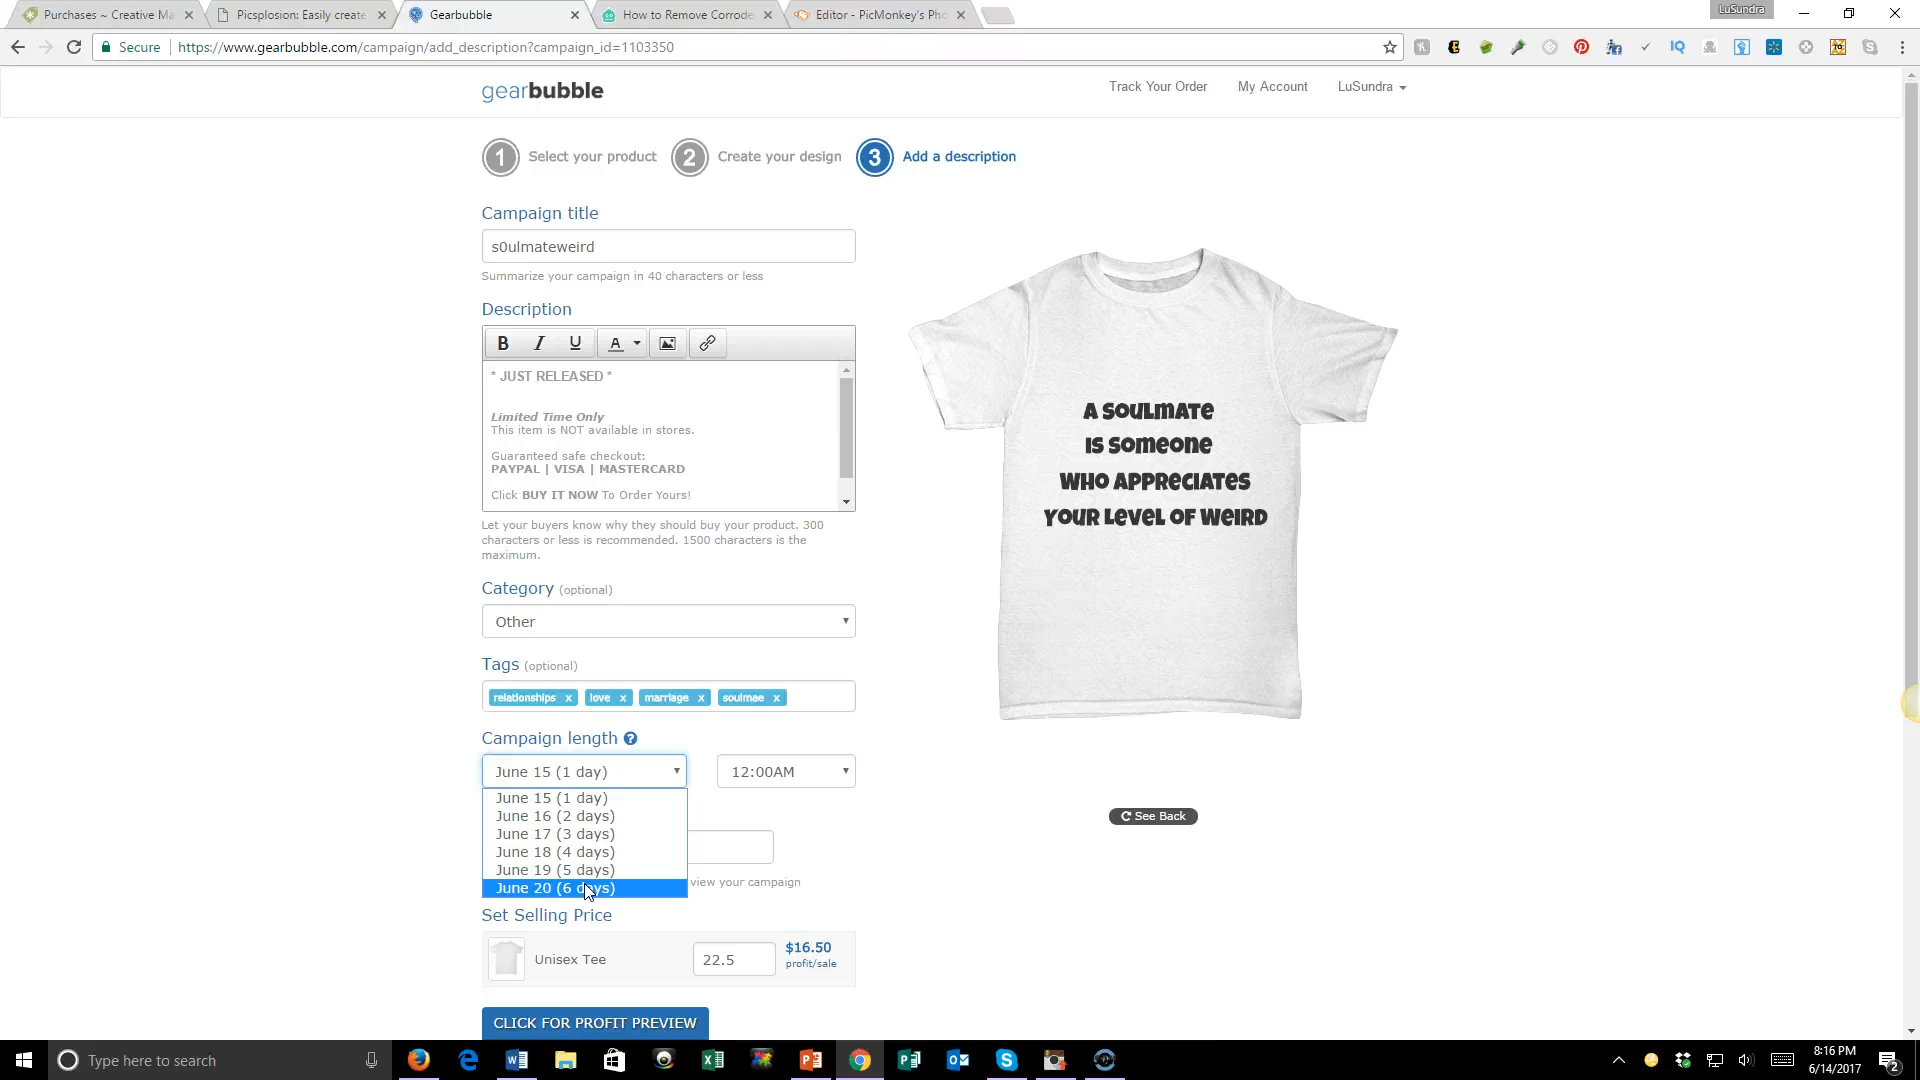 Purchases ~ Creative Ma
Picsplosion: Easily create
Gearbubble
How to Remove Corrode
Editor - PicMonkey's Pho
LuSundra
Secure
https://www.gearbubble.com/campaign/add_description?campaign_id=1103350
gearbubble
Track Your Order
My Account
LuSundra
1 Select your product
2 Create your design
3 Add a description
Campaign title
s0ulmateweird
Summarize your campaign in 40 characters or less
Description
B I U A
* JUST RELEASED *
Limited Time Only
This item is NOT available in stores.
Guaranteed safe checkout:
PAYPAL | VISA | MASTERCARD
Click BUY IT NOW To Order Yours!
Let your buyers know why they should buy your product. 300
characters or less is recommended. 1500 characters is the
maximum.
Category (optional)
Other
Tags (optional)
relationships x love x marriage x soulmae x
Campaign length ?
June 15 (1 day)
12:00AM
June 15 (1 day)
June 16 (2 days)
June 17 (3 days)
June 18 (4 days)
June 19 (5 days)
June 20 (6 days)
view your campaign
Set Selling Price
Unisex Tee
22.5
$16.50
profit/sale
CLICK FOR PROFIT PREVIEW
A SOULMATE
IS SOMEONE
WHO APPRECIATES
YOUR LEVEL OF WEIRD
See Back
Type here to search
8:16 PM
6/14/2017
2